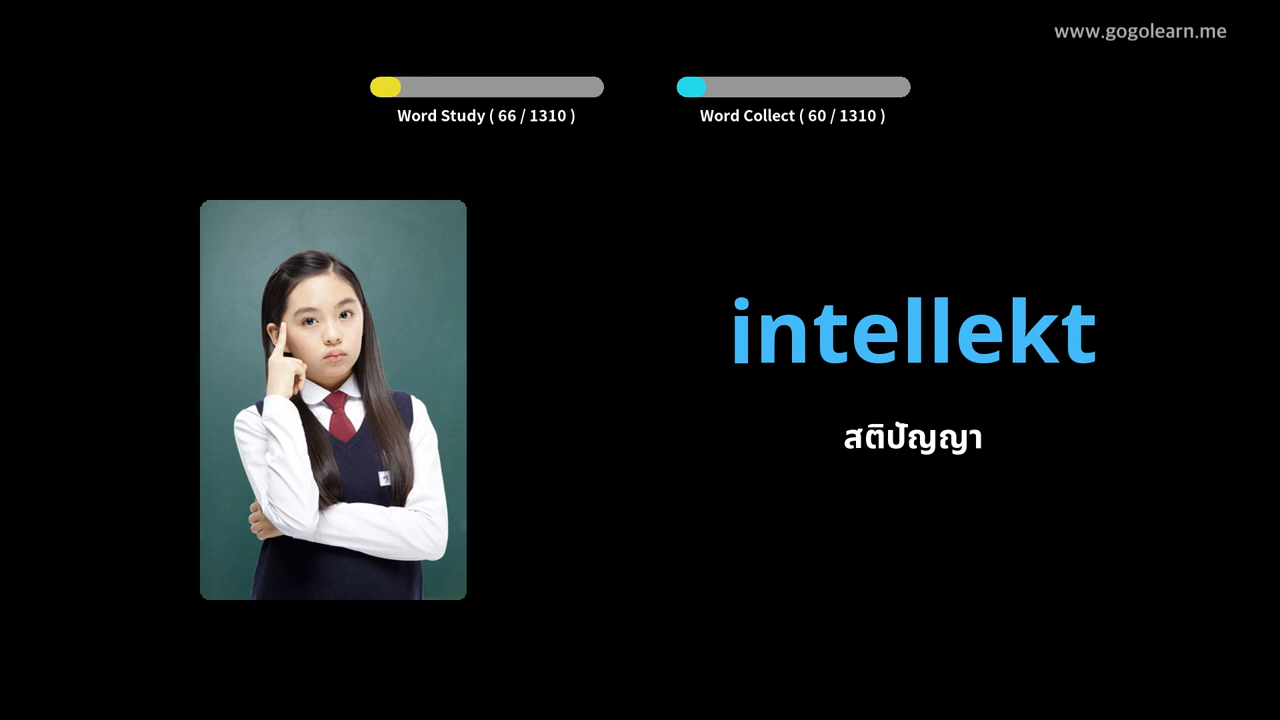 www.gogolearn.me
Word Study ( 66 / 1310 )
Word Collect ( 60 / 1310 )
intellekt
สติปัญญา